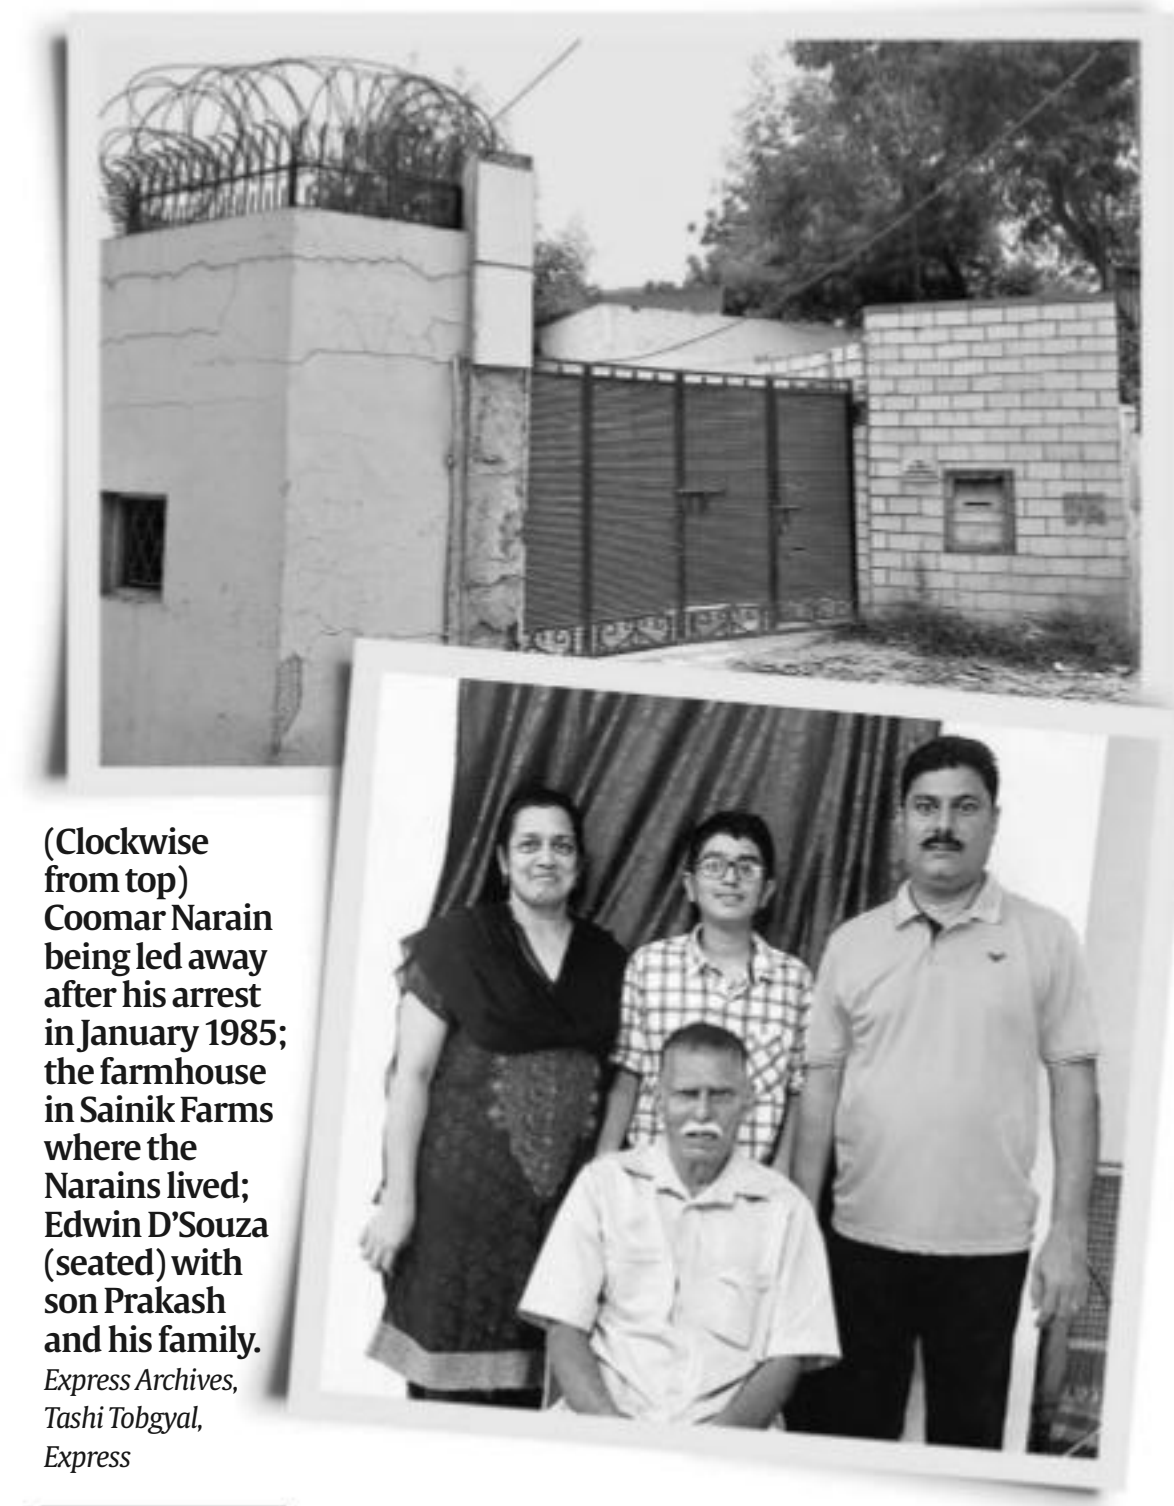 (Clockwise
from top)
Coomar Narain
being led away
after his arrest
in January 1985;
the farmhouse
in Sainik Farms
where the
Narains lived;
Edwin D’Souza
(seated) with
son Prakash
and his family.
Express Archives,
Tashi Tobgyal,
Express